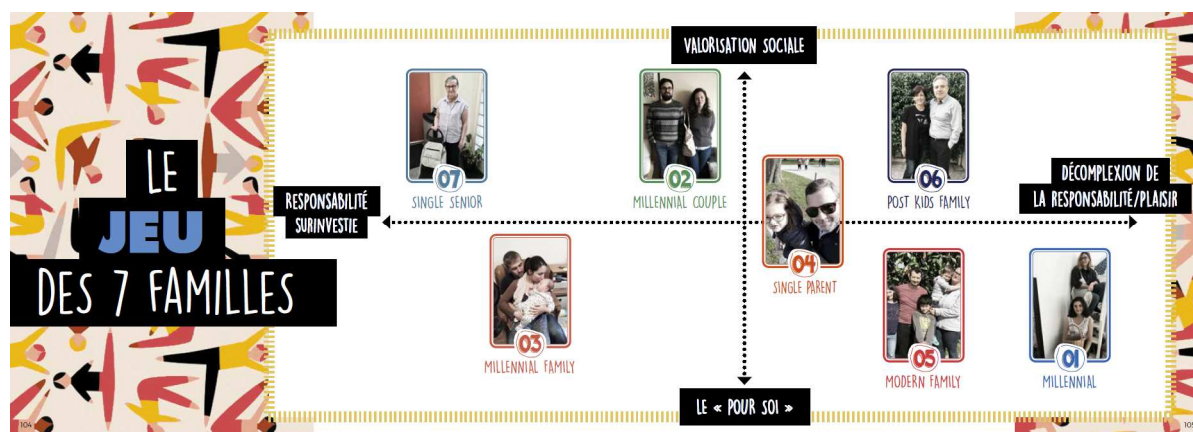 LE
JEU
DES 7 FAMILLES
VALORISATION SOCIALE
RESPONSABILITÉ
SURINVESTIE
DÉCOMPLEXION DE
LA RESPONSABILITÉ/PLAISIR
LE « POUR SOI »
07
SINGLE SENIOR
02
MILLENNIAL COUPLE
06
POST KIDS FAMILY
04
SINGLE PARENT
03
MILLENNIAL FAMILY
05
MODERN FAMILY
01
MILLENNIAL
104
105